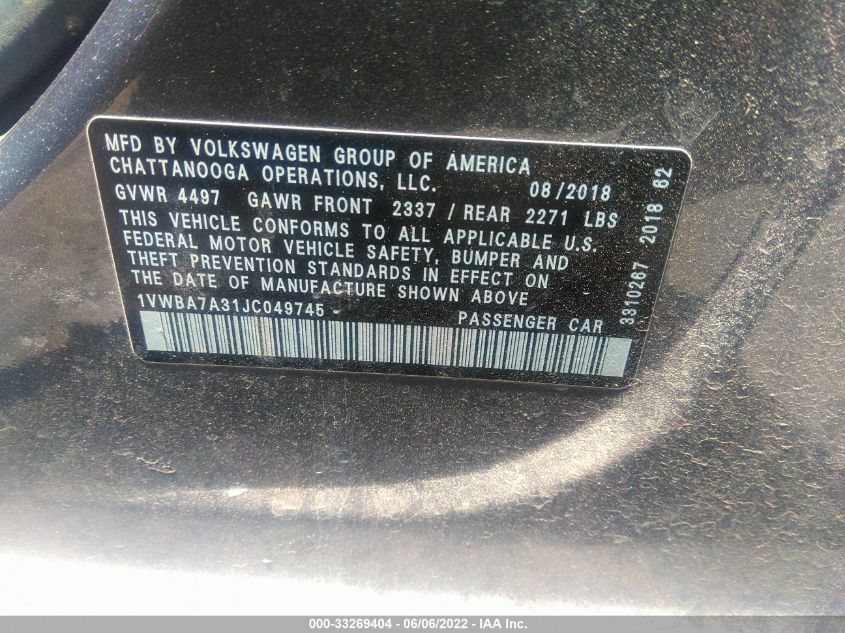 MFD BY VOLKSWAGEN GROUP OF AMERICA
CHATTANOOGA OPERATIONS, LLC. 08/2018
GVWR 4497 GAWR FRONT 2337 / REAR 2271 LBS
THIS VEHICLE CONFORMS TO ALL APPLICABLE U.S.
FEDERAL MOTOR VEHICLE SAFETY, BUMPER AND
THEFT PREVENTION STANDARDS IN EFFECT ON
THE DATE OF MANUFACTURE SHOWN ABOVE
1VWBA7A31JC049745 PASSENGER CAR
3310267 2018 62
000-33269404 - 06/06/2022 - IAA Inc.